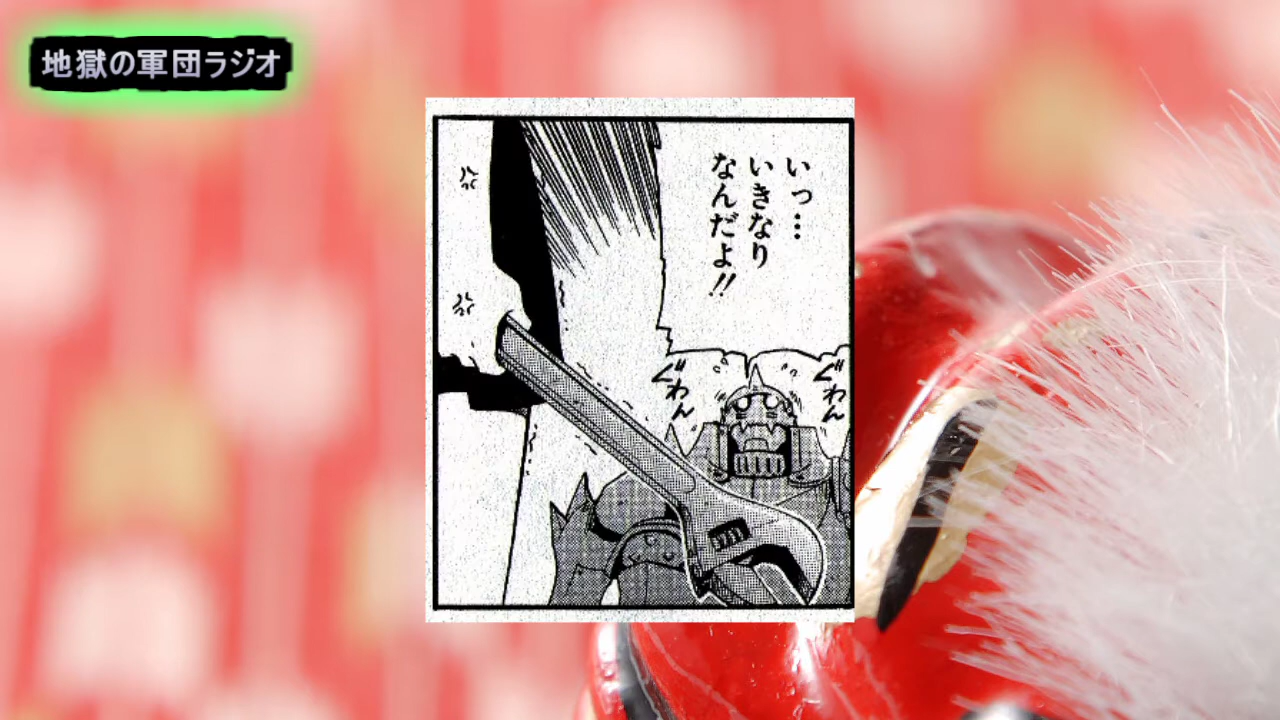 地獄の軍団ラジオ
いっ…
いきなり
なんだよ!!
ぐわん
ぐわん